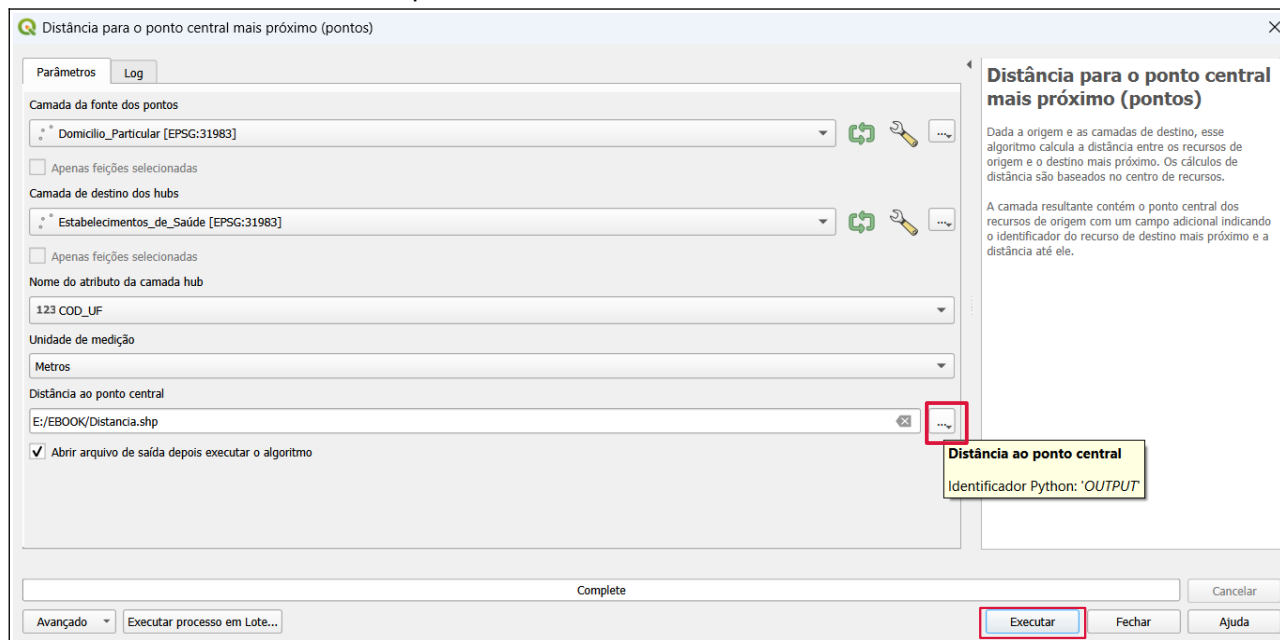 Distância para o ponto central mais próximo (pontos)
Parâmetros
Log
Camada da fonte dos pontos
Domicilio_Particular [EPSG:31983]
...
Apenas feições selecionadas
Camada de destino dos hubs
Estabelecimentos_de_Saúde [EPSG:31983]
...
Apenas feições selecionadas
Nome do atributo da camada hub
123 COD_UF
Unidade de medição
Metros
Distância ao ponto central
E:/EBOOK/Distancia.shp
...
Abrir arquivo de saída depois executar o algoritmo
Distância ao ponto central
Identificador Python: 'OUTPUT'
Distância para o ponto central
mais próximo (pontos)
Dada a origem e as camadas de destino, esse
algoritmo calcula a distância entre os recursos de
origem e o destino mais próximo. Os cálculos de
distância são baseados no centro de recursos.
A camada resultante contém o ponto central dos
recursos de origem com um campo adicional indicando
o identificador do recurso de destino mais próximo e a
distância até ele.
Complete
Cancelar
Avançado
Executar processo em Lote...
Executar
Fechar
Ajuda